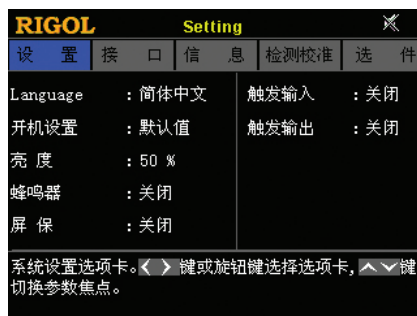 RIGOL Setting
设 置 接 口 信 息 检测校准 选 件
Language : 简体中文 触发输入 : 关闭
开机设置 : 默认值 触发输出 : 关闭
亮 度 : 50 %
蜂鸣器 : 关闭
屏 保 : 关闭
系统设置选项卡。< > 键或旋钮键选择选项卡, ∧ ∨ 键
切换参数焦点。